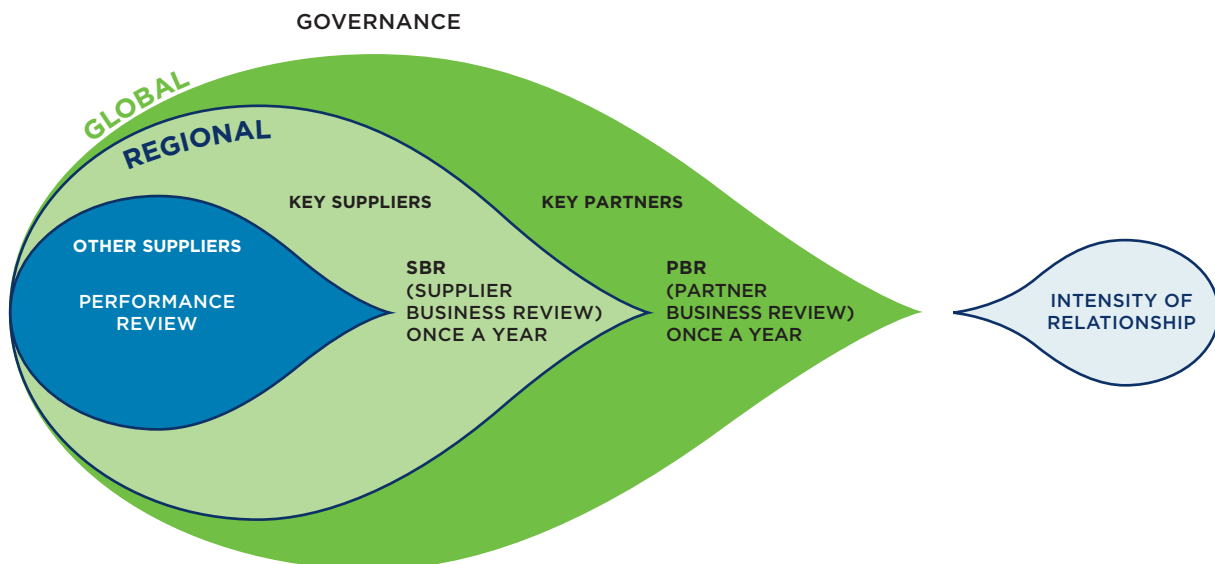 GOVERNANCE
GLOBAL
REGIONAL
KEY SUPPLIERS
KEY PARTNERS
OTHER SUPPLIERS
PERFORMANCE
REVIEW
SBR
(SUPPLIER
BUSINESS REVIEW)
ONCE A YEAR
PBR
(PARTNER
BUSINESS REVIEW)
ONCE A YEAR
INTENSITY OF
RELATIONSHIP